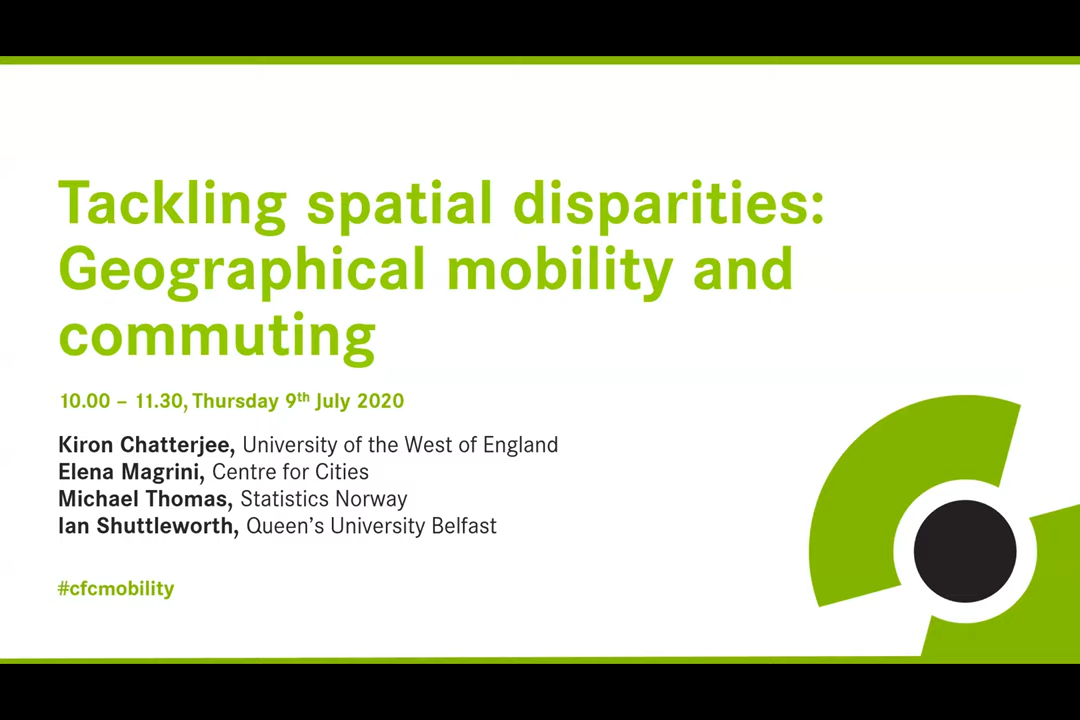 Tackling spatial disparities:
Geographical mobility and
commuting
10.00 – 11.30, Thursday 9th July 2020
Kiron Chatterjee, University of the West of England
Elena Magrini, Centre for Cities
Michael Thomas, Statistics Norway
Ian Shuttleworth, Queen’s University Belfast
#cfcmobility